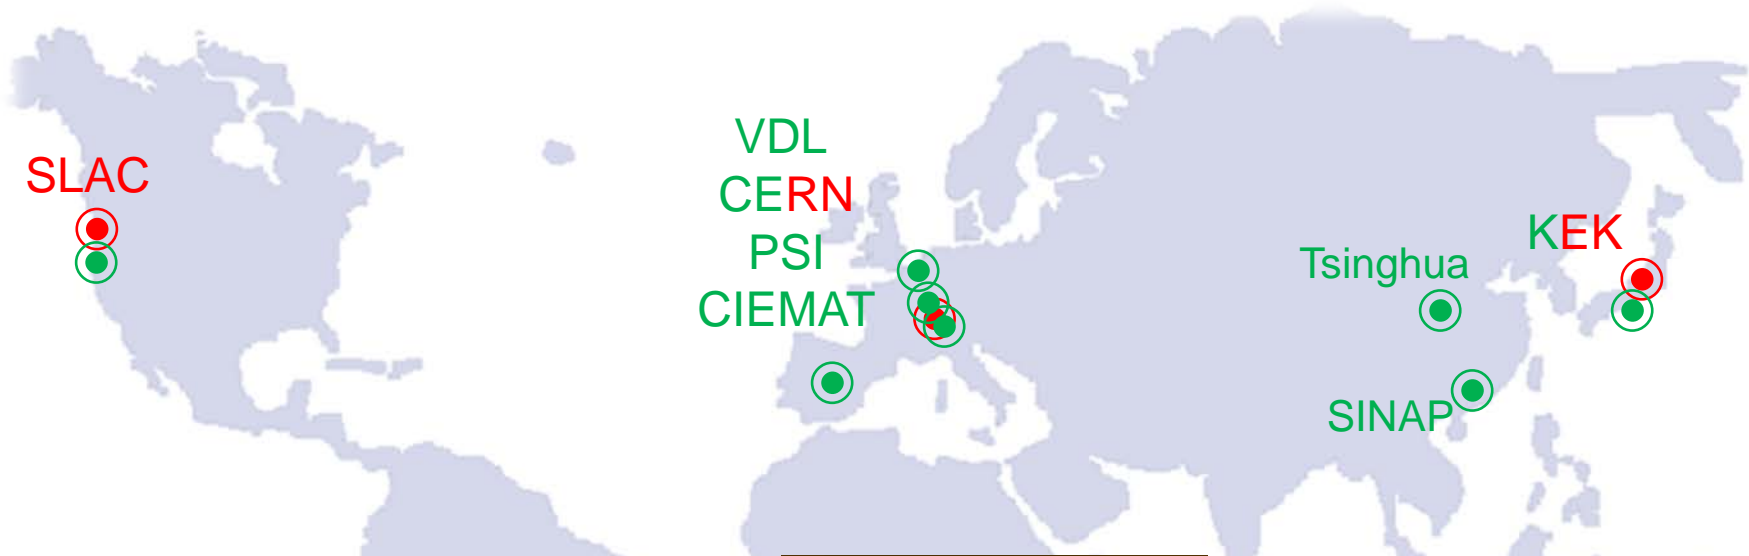 SLAC
VDL
CERN
PSI
CIEMAT
Tsinghua
KEK
SINAP